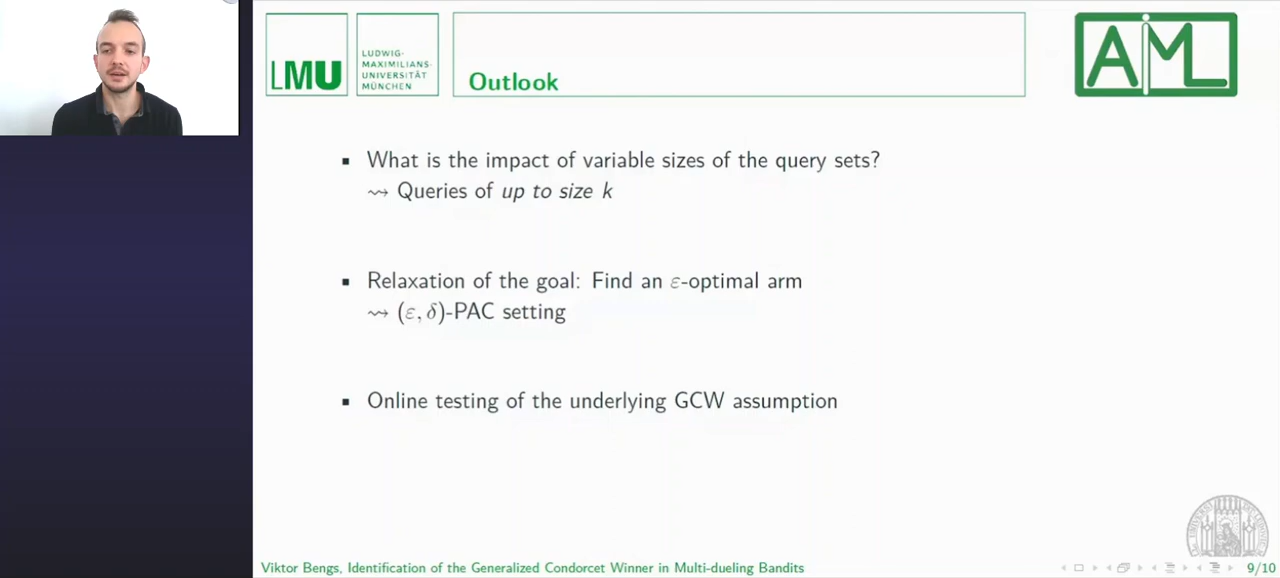 LMU
LUDWIG-
MAXIMILIANS-
UNIVERSITÄT
MÜNCHEN
Outlook
AIML
What is the impact of variable sizes of the query sets?
⇝ Queries of up to size k
Relaxation of the goal: Find an ε-optimal arm
⇝ (ε, δ)-PAC setting
Online testing of the underlying GCW assumption
Viktor Bengs, Identification of the Generalized Condorcet Winner in Multi-dueling Bandits
9/10